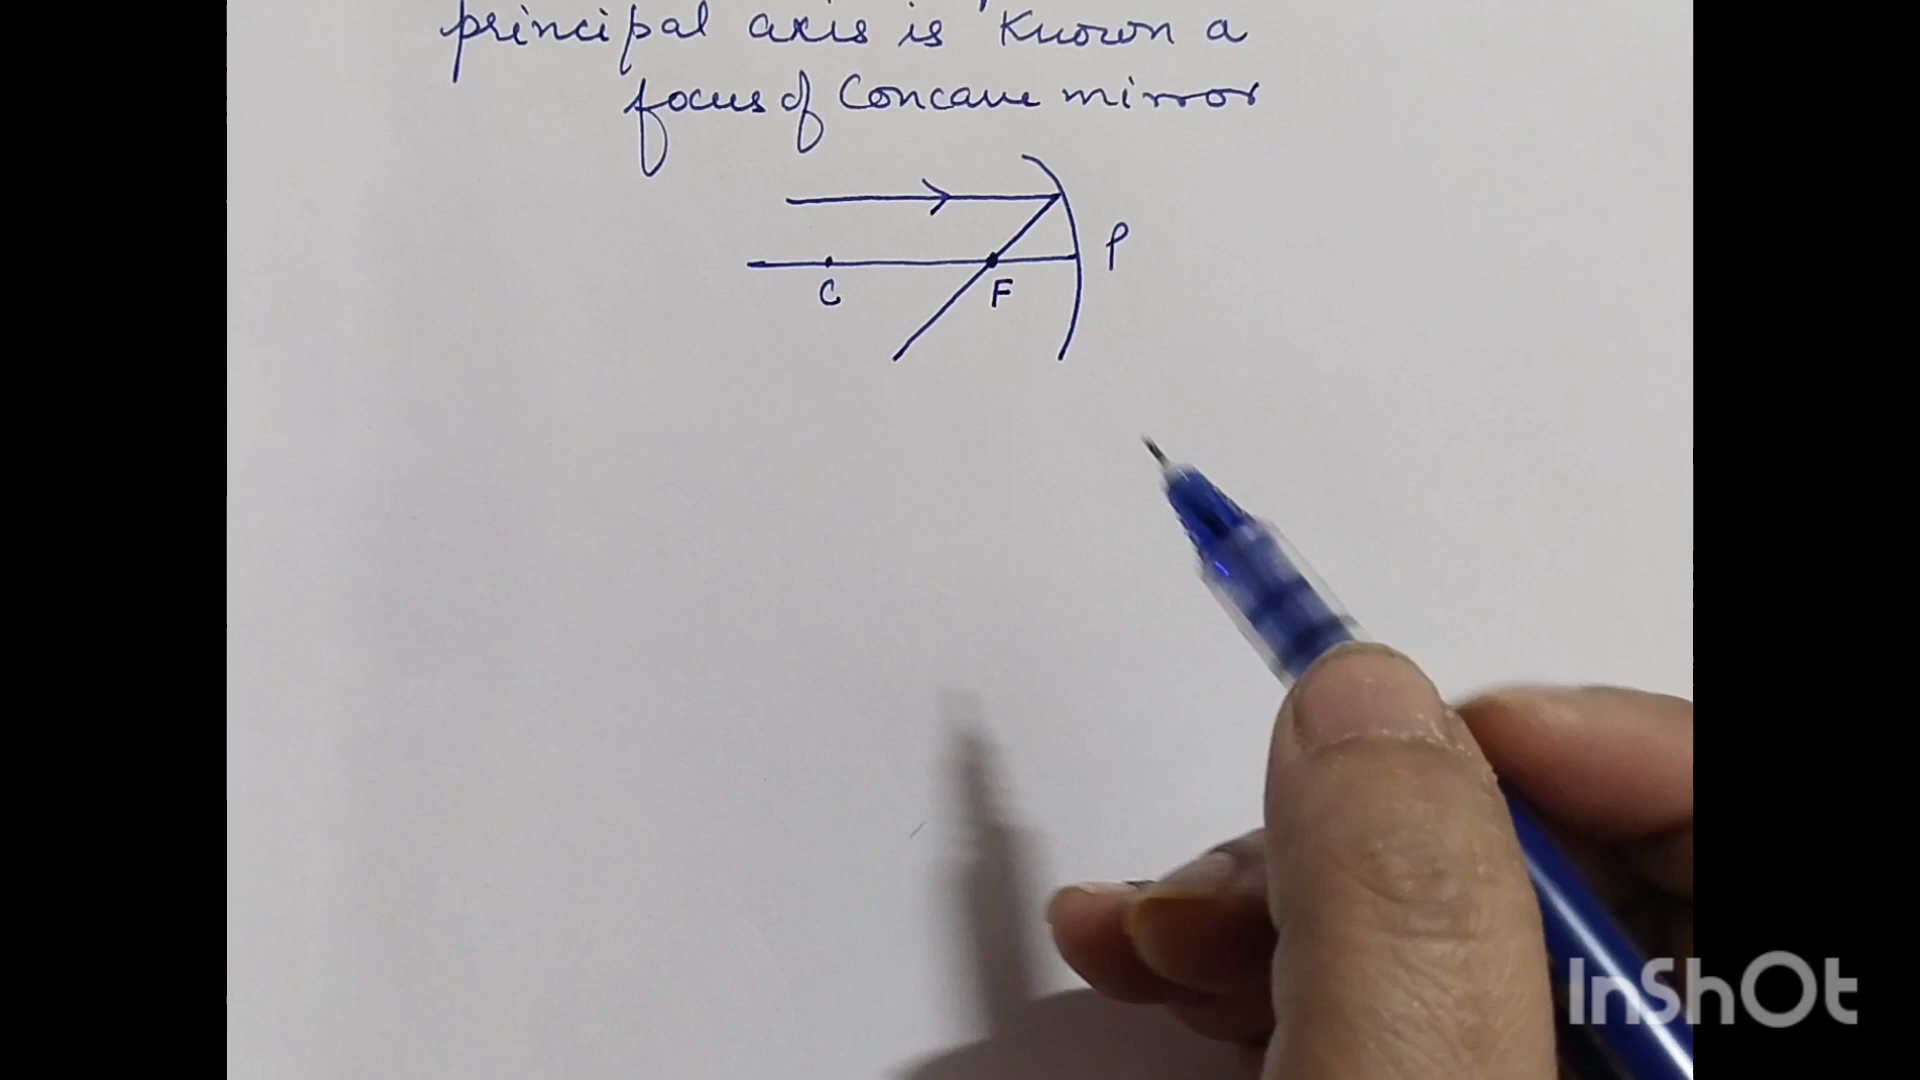 principal axis is known a
focus of Concave mirror
P
C
F
InShOt